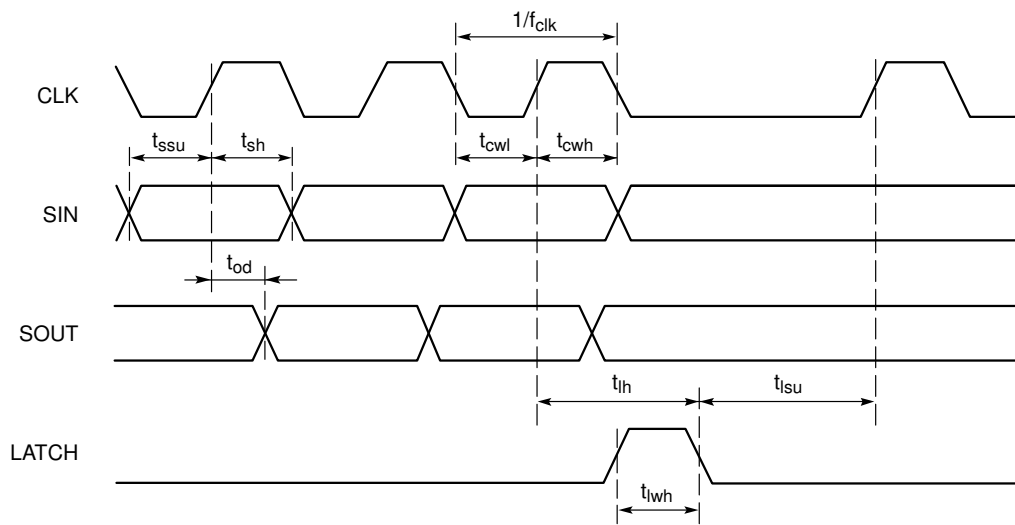 1/fclk
CLK
tssu
tsh
tcwl
tcwh
SIN
tod
SOUT
tlh
tlsu
LATCH
tlwh